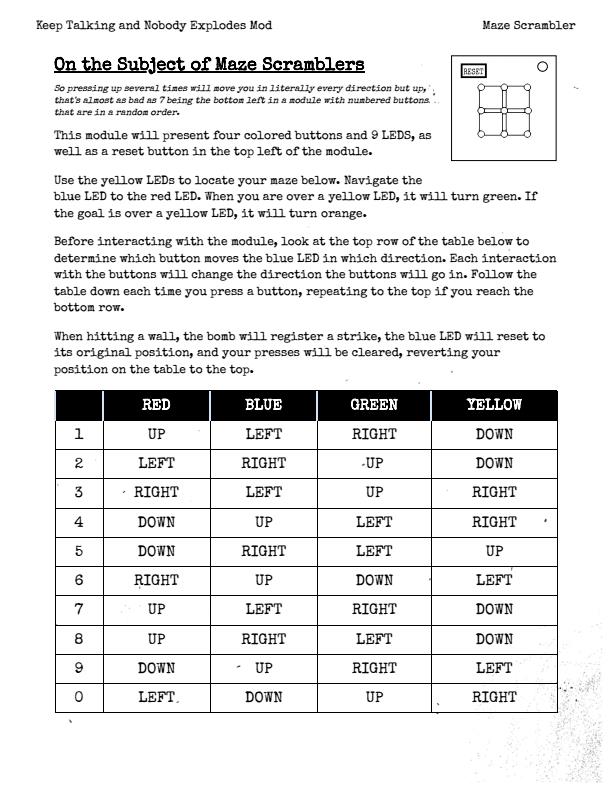 Keep Talking and Nobody Explodes Mod Maze Scrambler
On the Subject of Maze Scramblers
So pressing up several times will move you in literally every direction but up,
that's almost as bad as 7 being the bottom left in a module with numbered buttons
that are in a random order.
RESET
This module will present four colored buttons and 9 LEDS, as
well as a reset button in the top left of the module.
Use the yellow LEDs to locate your maze below. Navigate the
blue LED to the red LED. When you are over a yellow LED, it will turn green. If
the goal is over a yellow LED, it will turn orange.
Before interacting with the module, look at the top row of the table below to
determine which button moves the blue LED in which direction. Each interaction
with the buttons will change the direction the buttons will go in. Follow the
table down each time you press a button, repeating to the top if you reach the
bottom row.
When hitting a wall, the bomb will register a strike, the blue LED will reset to
its original position, and your presses will be cleared, reverting your
position on the table to the top.
RED BLUE GREEN YELLOW
1 UP LEFT RIGHT DOWN
2 LEFT RIGHT UP DOWN
3 RIGHT LEFT UP RIGHT
4 DOWN UP LEFT RIGHT
5 DOWN RIGHT LEFT UP
6 RIGHT UP DOWN LEFT
7 UP LEFT RIGHT DOWN
8 UP RIGHT LEFT DOWN
9 DOWN UP RIGHT LEFT
0 LEFT DOWN UP RIGHT